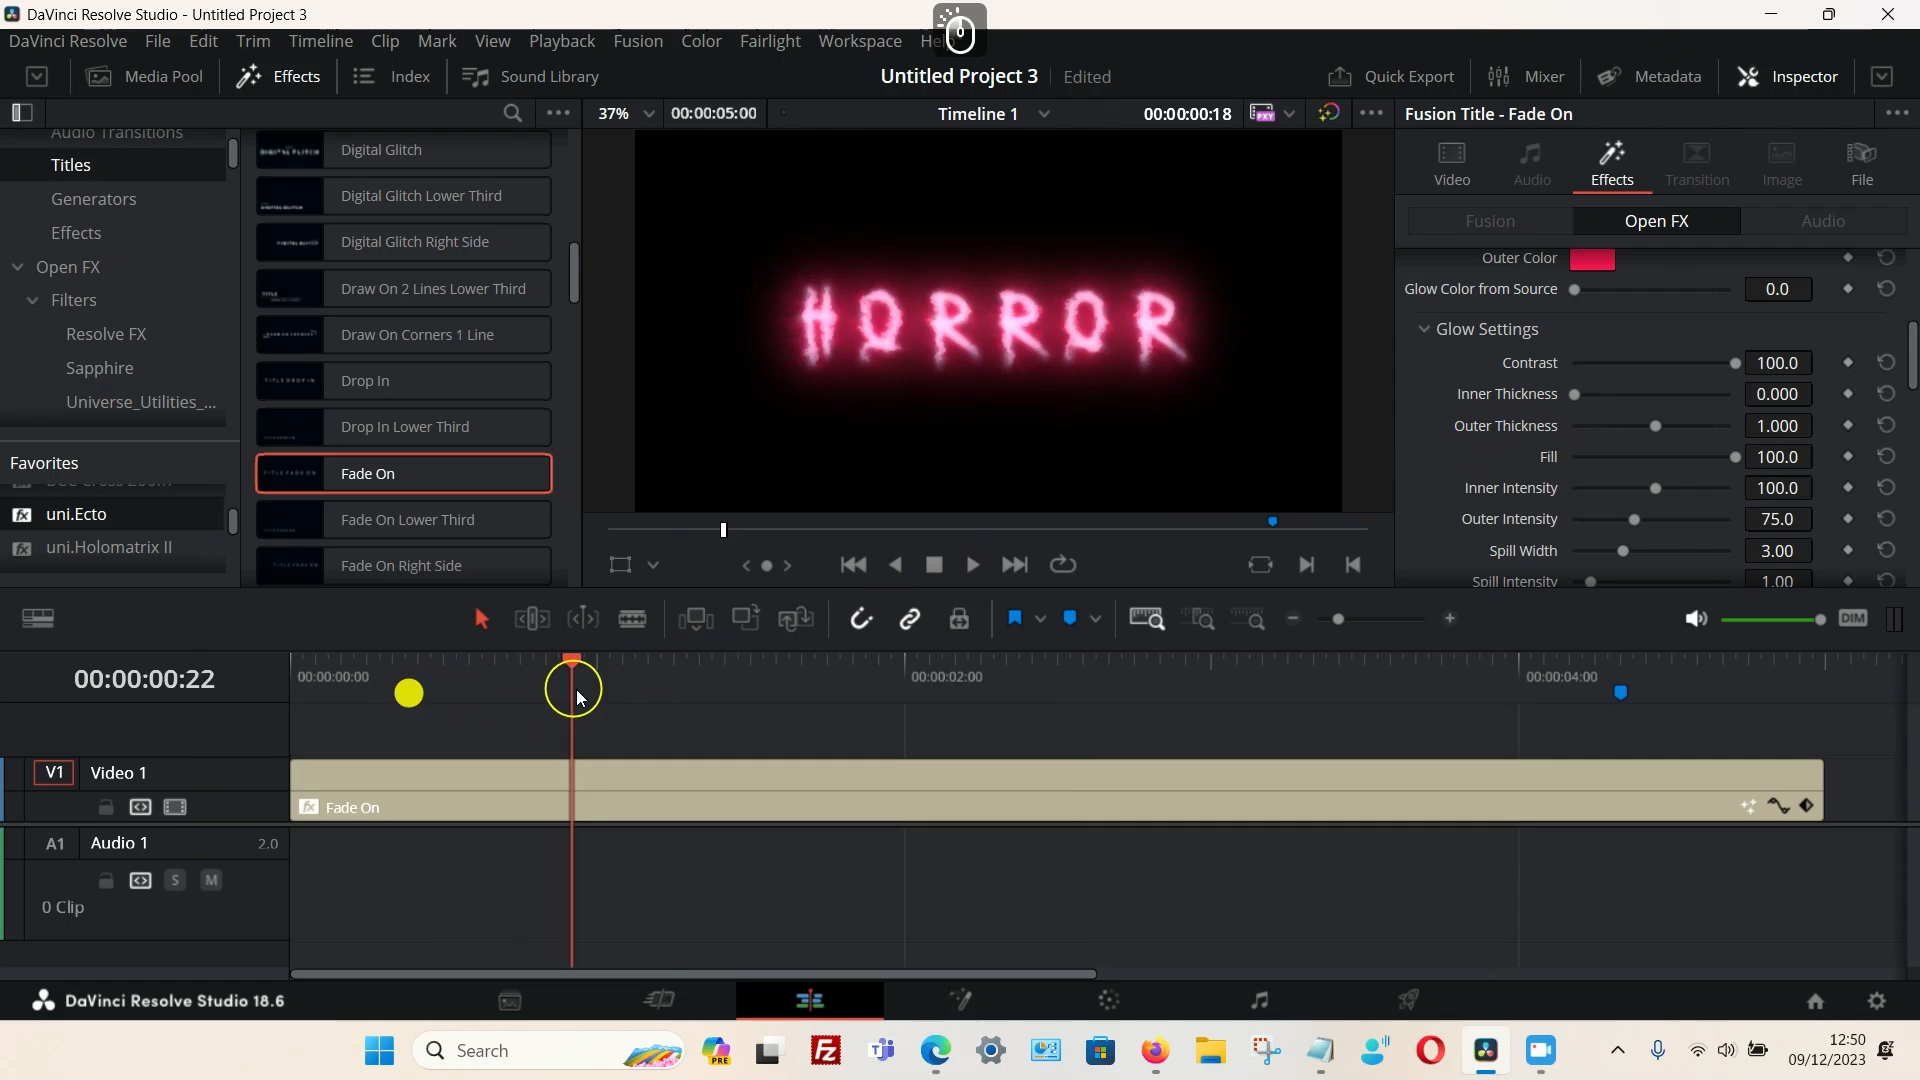 DaVinci Resolve Studio - Untitled Project 3
DaVinci Resolve File Edit Trim Timeline Clip Mark View Playback Fusion Color Fairlight Workspace
Media Pool Effects Index Sound Library Untitled Project 3 Edited Quick Export Mixer Metadata Inspector
37% 00:00:05:00 Timeline 1 00:00:00:18 Fusion Title - Fade On
Audio Transitions
Titles
Generators
Effects
Open FX
Filters
Resolve FX
Sapphire
Universe_Utilities_...
Favorites
uni.Ecto
uni.Holomatrix II
Digital Glitch
Digital Glitch Lower Third
Digital Glitch Right Side
Draw On 2 Lines Lower Third
Draw On Corners 1 Line
Drop In
Drop In Lower Third
Fade On
Fade On Lower Third
Fade On Right Side
HORROR
Video Audio Effects Transition Image File
Fusion Open FX Audio
Outer Color
Glow Color from Source 0.0
Glow Settings
Contrast 100.0
Inner Thickness 0.000
Outer Thickness 1.000
Fill 100.0
Inner Intensity 100.0
Outer Intensity 75.0
Spill Width 3.00
Spill Intensity 1.00
DIM
00:00:00:22 00:00:00:00 00:00:02:00 00:00:04:00
V1 Video 1
Fade On
A1 Audio 1 2.0
S M
0 Clip
DaVinci Resolve Studio 18.6
Search
PRE
12:50
09/12/2023